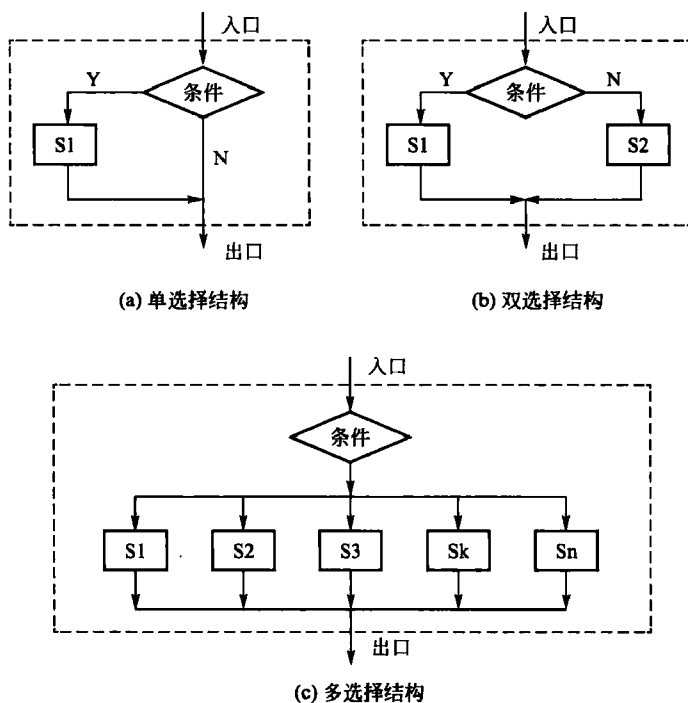 入口 入口
Y 条件 Y 条件 N
S1 N S1 S2
出口 出口
(a) 单选择结构 (b) 双选择结构
入口
条件
S1 S2 S3 Sk Sn
出口
(c) 多选择结构